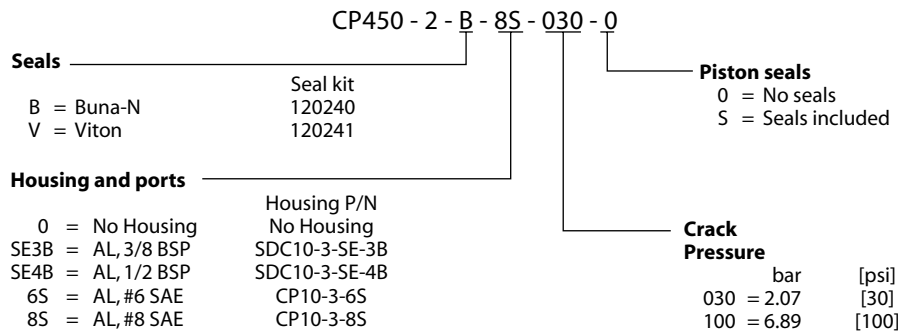 CP450 - 2 - B - 8S - 030 - 0
Seals
Seal kit
B = Buna-N 120240
V = Viton 120241
Piston seals
0 = No seals
S = Seals included
Housing and ports
Housing P/N
0 = No Housing No Housing
SE3B = AL, 3/8 BSP SDC10-3-SE-3B
SE4B = AL, 1/2 BSP SDC10-3-SE-4B
6S = AL, #6 SAE CP10-3-6S
8S = AL, #8 SAE CP10-3-8S
Crack
Pressure
bar [psi]
030 = 2.07 [30]
100 = 6.89 [100]